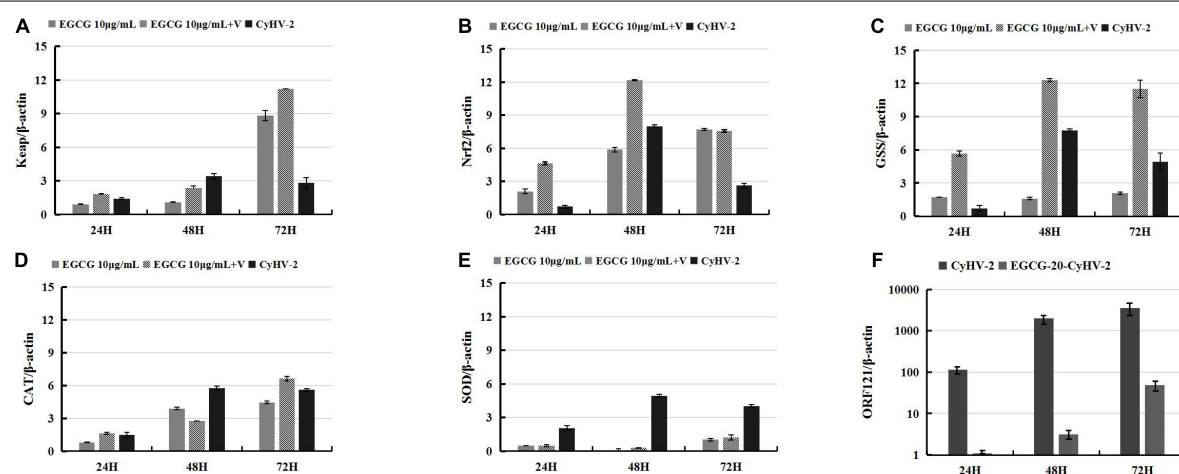 A
EGCG 10µg/mL EGCG 10µg/mL+V CyHV-2
Keap/β-actin
15
12
9
6
3
0
24H 48H 72H
B
EGCG 10µg/mL EGCG 10µg/mL+V CyHV-2
Nrf2/β-actin
15
12
9
6
3
0
24H 48H 72H
C
EGCG 10µg/mL EGCG 10µg/mL+V CyHV-2
GSS/β-actin
15
12
9
6
3
0
24H 48H 72H
D
EGCG 10µg/mL EGCG 10µg/mL+V CyHV-2
CAT/β-actin
15
12
9
6
3
0
24H 48H 72H
E
EGCG 10µg/mL EGCG 10µg/mL+V CyHV-2
SOD/β-actin
15
12
9
6
3
0
24H 48H 72H
F
CyHV-2 EGCG-20-CyHV-2
ORF121/β-actin
10000
1000
100
10
1
24H 48H 72H